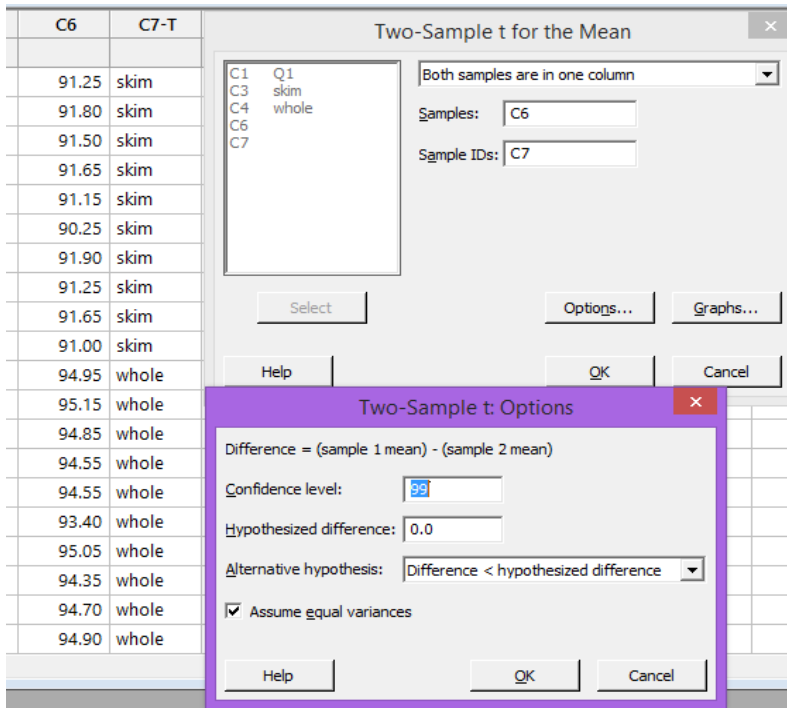 C6 C7-T
91.25 skim
91.80 skim
91.50 skim
91.65 skim
91.15 skim
90.25 skim
91.90 skim
91.25 skim
91.65 skim
91.00 skim
94.95 whole
95.15 whole
94.85 whole
94.55 whole
94.55 whole
93.40 whole
95.05 whole
94.35 whole
94.70 whole
94.90 whole
Two-Sample t for the Mean
C1 Q1
C3 skim
C4 whole
C6
C7
Both samples are in one column
Samples: C6
Sample IDs: C7
Select Options... Graphs...
Help OK Cancel
Two-Sample t: Options
Difference = (sample 1 mean) - (sample 2 mean)
Confidence level: 99
Hypothesized difference: 0.0
Alternative hypothesis: Difference < hypothesized difference
Assume equal variances
Help OK Cancel